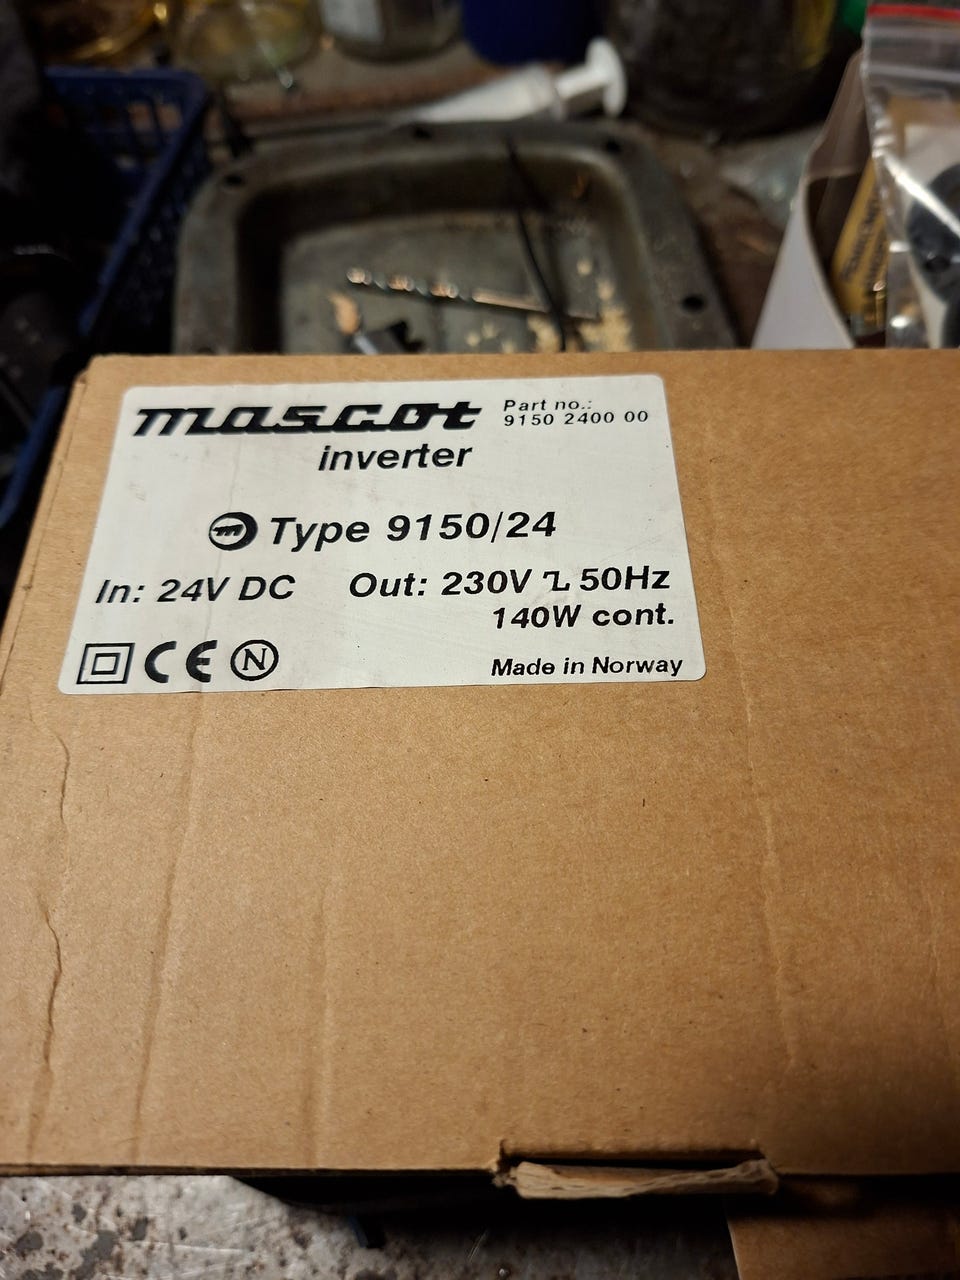 mascot
Part no.:
9150 2400 00
inverter
Type 9150/24
In: 24V DC Out: 230V 50Hz
140W cont.
CE N
Made in Norway